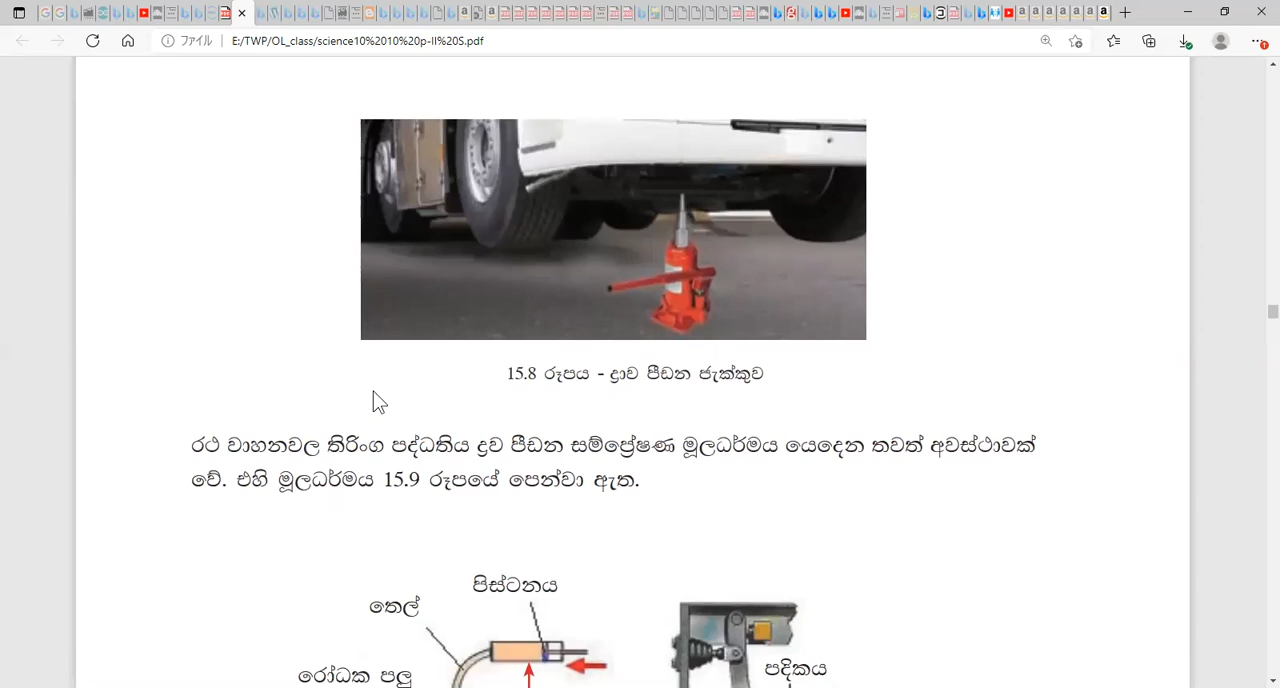 ファイル E:/TWP/OL_class/science10%2010%20p-II%20S.pdf
15.8 රූපය - ද්‍රාව පීඩන ජැක්කුව
රථ වාහනවල තිරිංග පද්ධතිය ද්‍රව පීඩන සම්ප්‍රේෂණ මූලධර්මය යෙදෙන තවත් අවස්ථාවක්
වේ. එහි මූලධර්මය 15.9 රූපයේ පෙන්වා ඇත.
පිස්ටනය
තෙල්
පදිකය
රෝධක පලු